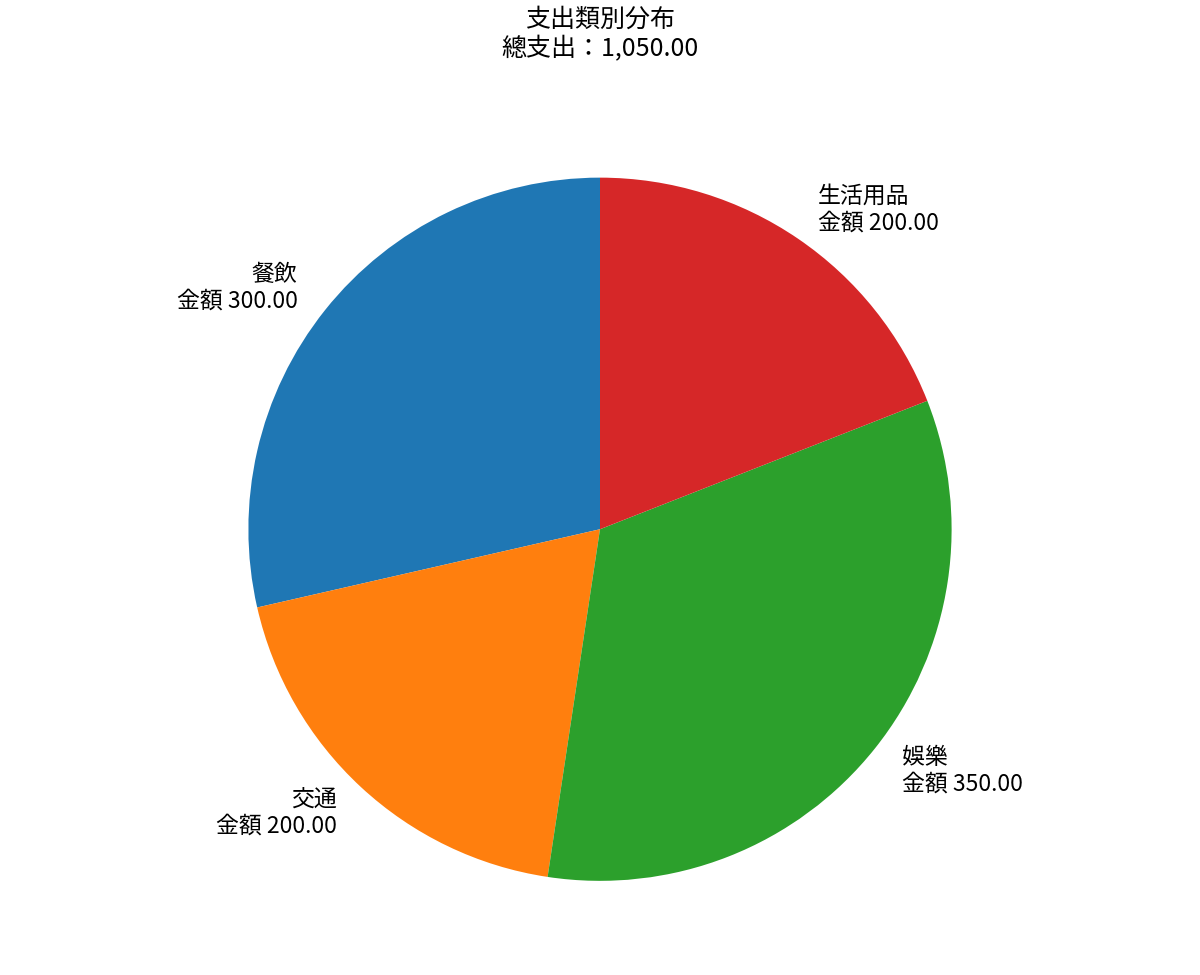 支出類別分布
總支出：1,050.00
生活用品
金額 200.00
餐飲
金額 300.00
娛樂
金額 350.00
交通
金額 200.00